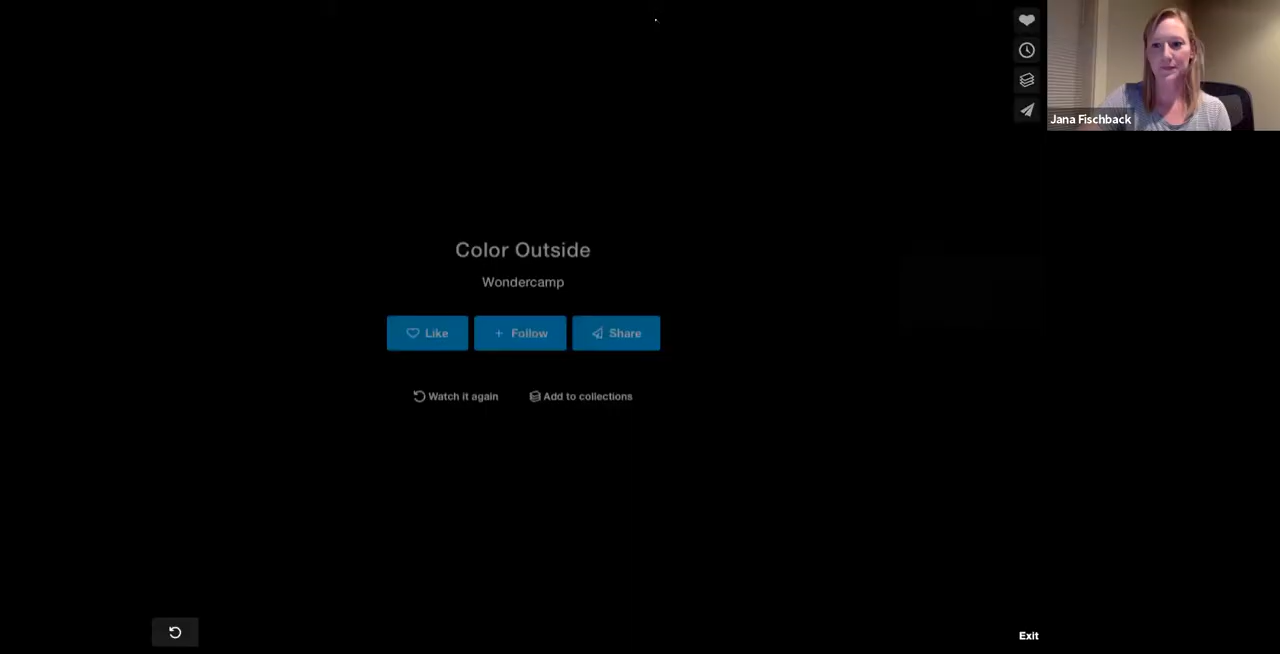 Jana Fischback
Color Outside
Wondercamp
Like
Follow
Share
Watch it again
Add to collections
Exit